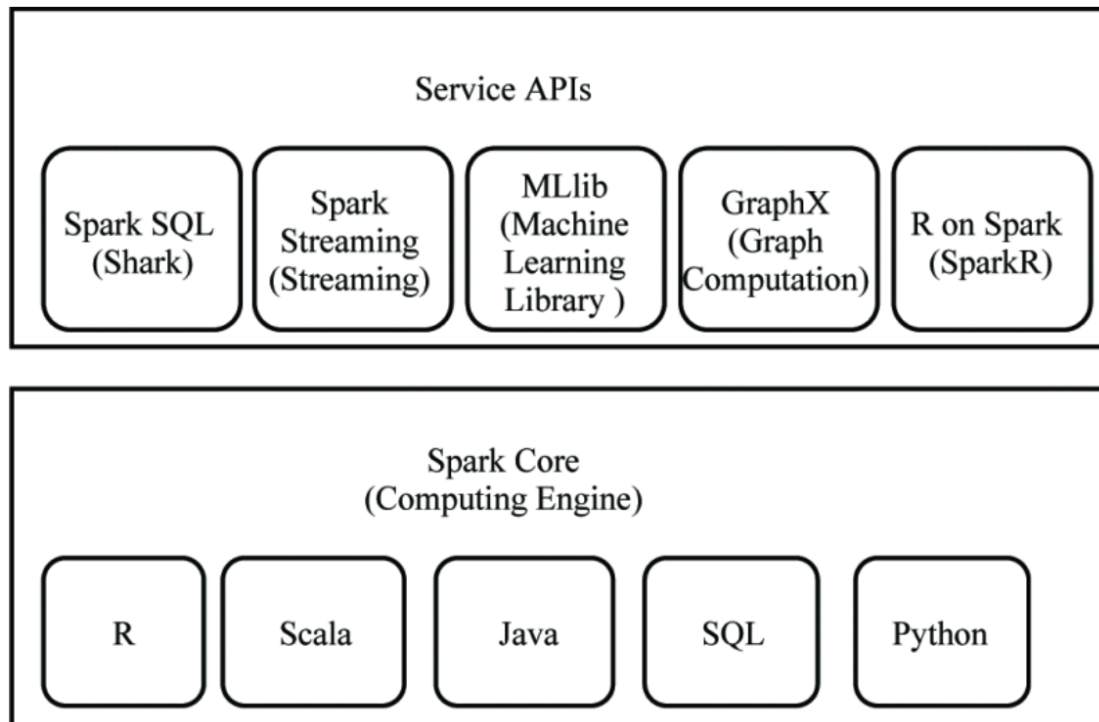 Service APIs
Spark SQL
(Shark)
Spark
Streaming
(Streaming)
MLlib
(Machine
Learning
Library )
GraphX
(Graph
Computation)
R on Spark
(SparkR)
Spark Core
(Computing Engine)
R
Scala
Java
SQL
Python